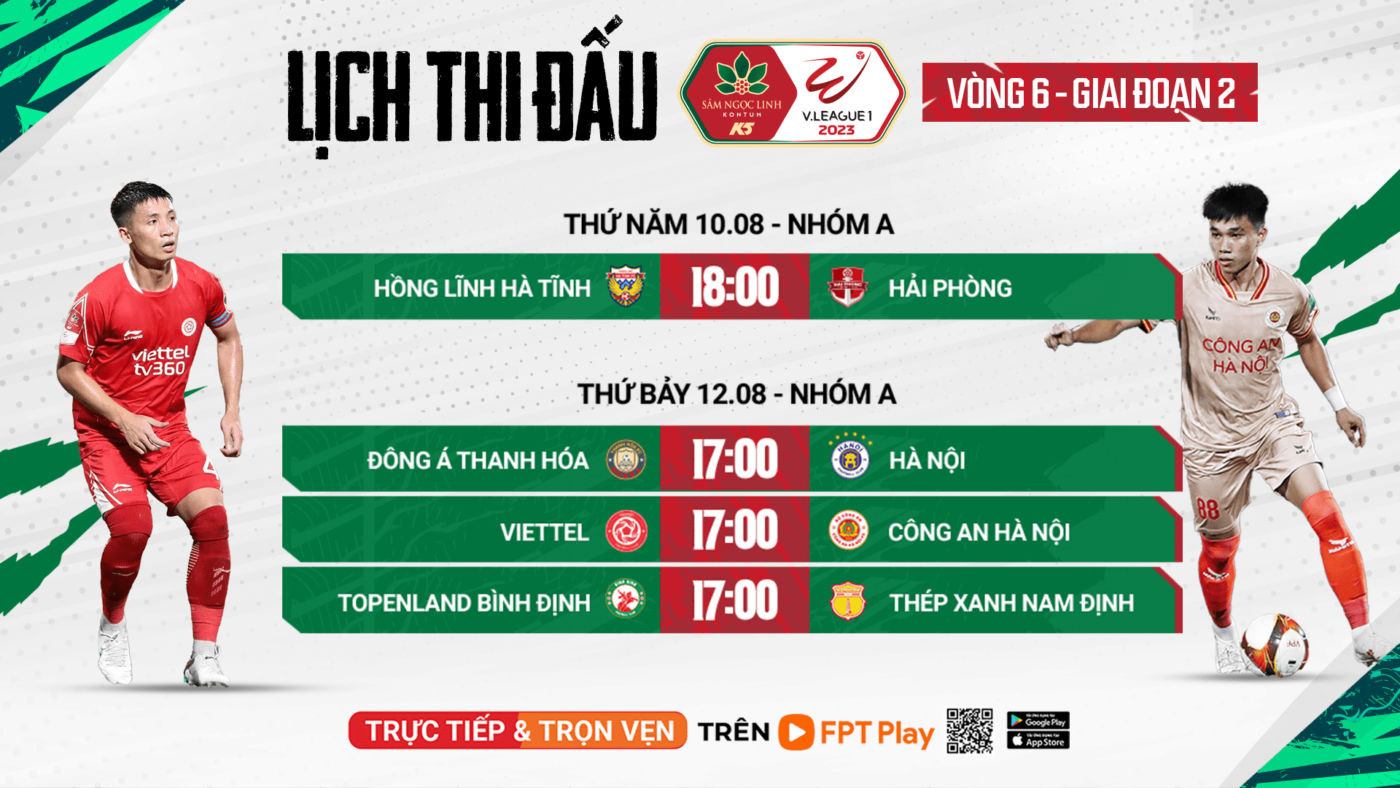 LỊCH THI ĐẤU
SÂM NGỌC LINH
KONTUM
K5
V.LEAGUE 1
2023
VÒNG 6 - GIAI ĐOẠN 2
THỨ NĂM 10.08 - NHÓM A
HỒNG LĨNH HÀ TĨNH 18:00 HẢI PHÒNG
THỨ BẢY 12.08 - NHÓM A
ĐÔNG Á THANH HÓA 17:00 HÀ NỘI
VIETTEL 17:00 CÔNG AN HÀ NỘI
TOPENLAND BÌNH ĐỊNH 17:00 THÉP XANH NAM ĐỊNH
viettel
tv360
CÔNG AN
HÀ NỘI
88
TRỰC TIẾP & TRỌN VẸN TRÊN FPT Play
Google Play
App Store